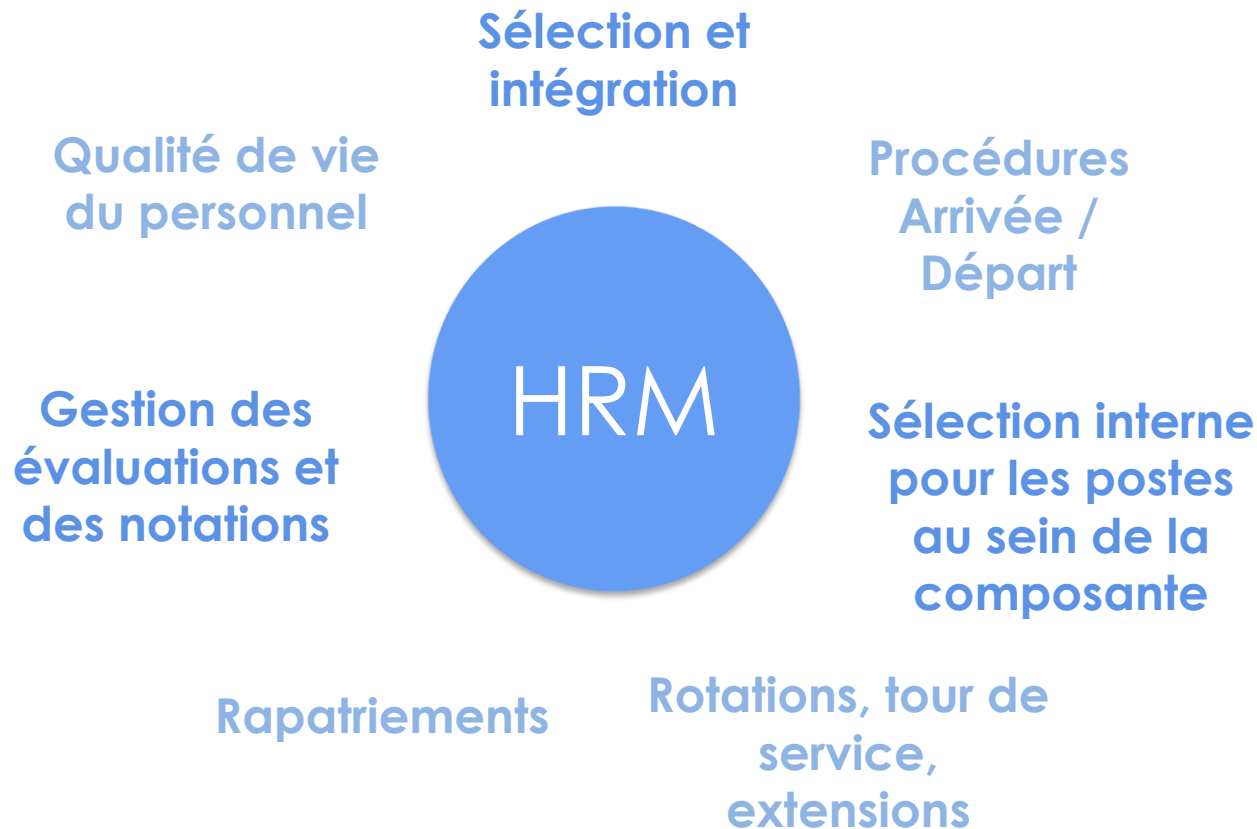 Sélection et
intégration
Qualité de vie
du personnel
Procédures
Arrivée /
Départ
HRM
Gestion des
évaluations et
des notations
Sélection interne
pour les postes
au sein de la
composante
Rapatriements
Rotations, tour de
service,
extensions